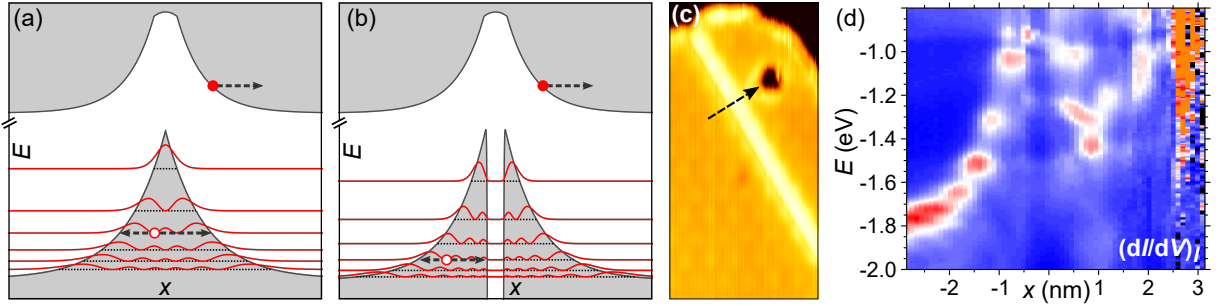 (a)
E
x
(b)
E
x
(c)
(d)
E (eV)
-1.0
-1.2
-1.4
-1.6
-1.8
-2.0
(dI/dV)I
-2
-1
x (nm)
1
2
3